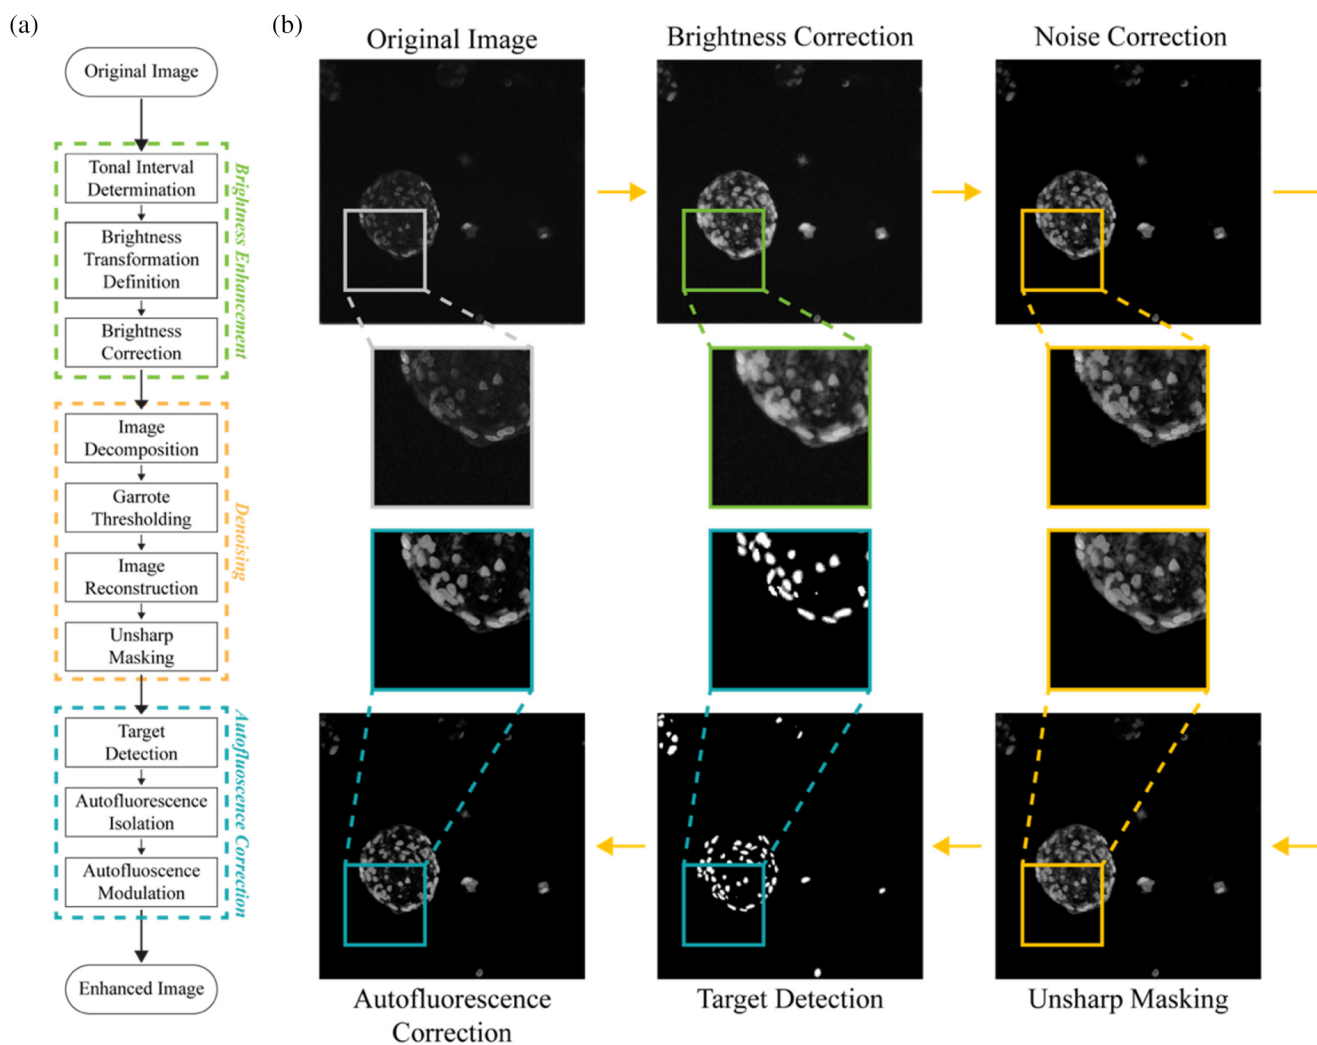 (a)
Original Image
Tonal Interval
Determination
Brightness
Transformation
Definition
Brightness
Correction
Brightness Enhancement
Image
Decomposition
Garrote
Thresholding
Image
Reconstruction
Unsharp
Masking
Denoising
Target
Detection
Autofluorescence
Isolation
Autofluoscence
Modulation
Autofluoscence Correction
Enhanced Image
(b)
Original Image
Brightness Correction
Noise Correction
Autofluorescence
Correction
Target Detection
Unsharp Masking